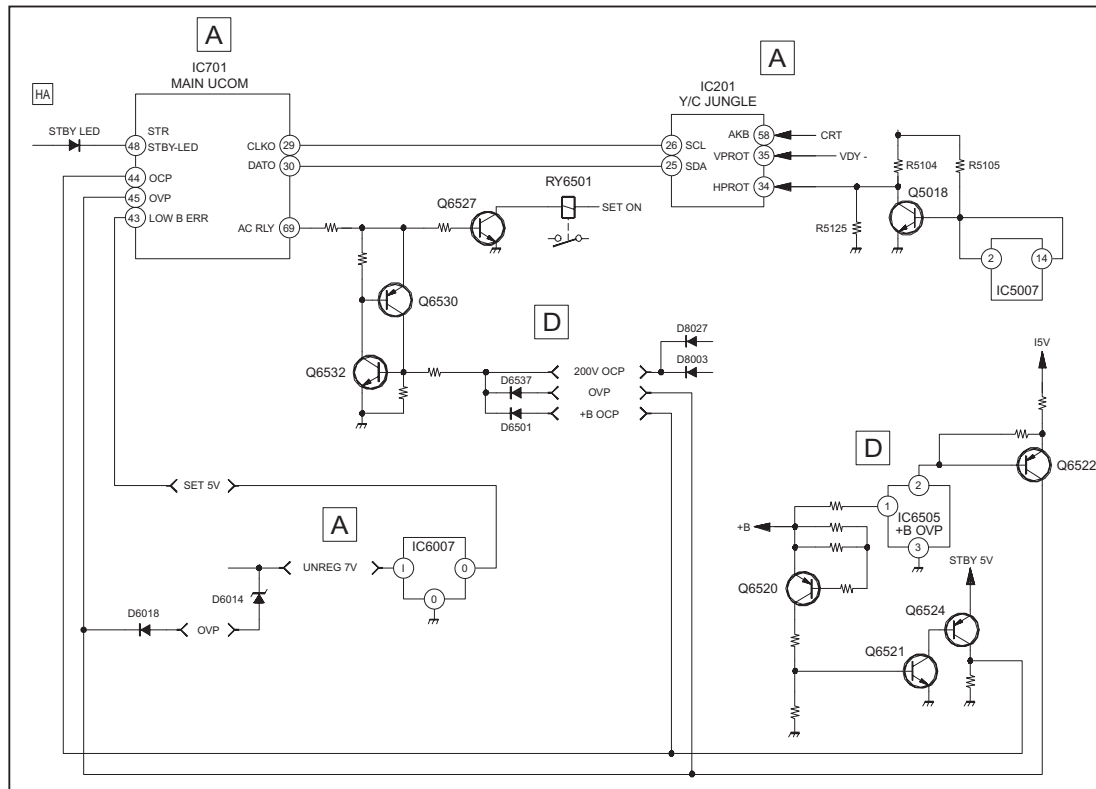 A
IC701
MAIN UCOM
HA
STBY LED
48
STR
STBY-LED
44
OCP
45
OVP
43
LOW B ERR
CLKO
29
DATO
30
AC RLY
69
A
IC201
Y/C JUNGLE
26
SCL
25
SDA
AKB
58
CRT
VPROT
35
VDY -
HPROT
34
R5104
R5105
Q5018
R5125
2
14
IC5007
Q6527
RY6501
SET ON
Q6530
Q6532
D
D8027
D8003
200V OCP
D6537
OVP
+B OCP
D6501
I5V
Q6522
D
2
1
IC6505
+B OVP
3
+B
STBY 5V
Q6520
Q6524
Q6521
SET 5V
A
IC6007
UNREG 7V
I
0
0
D6014
D6018
OVP